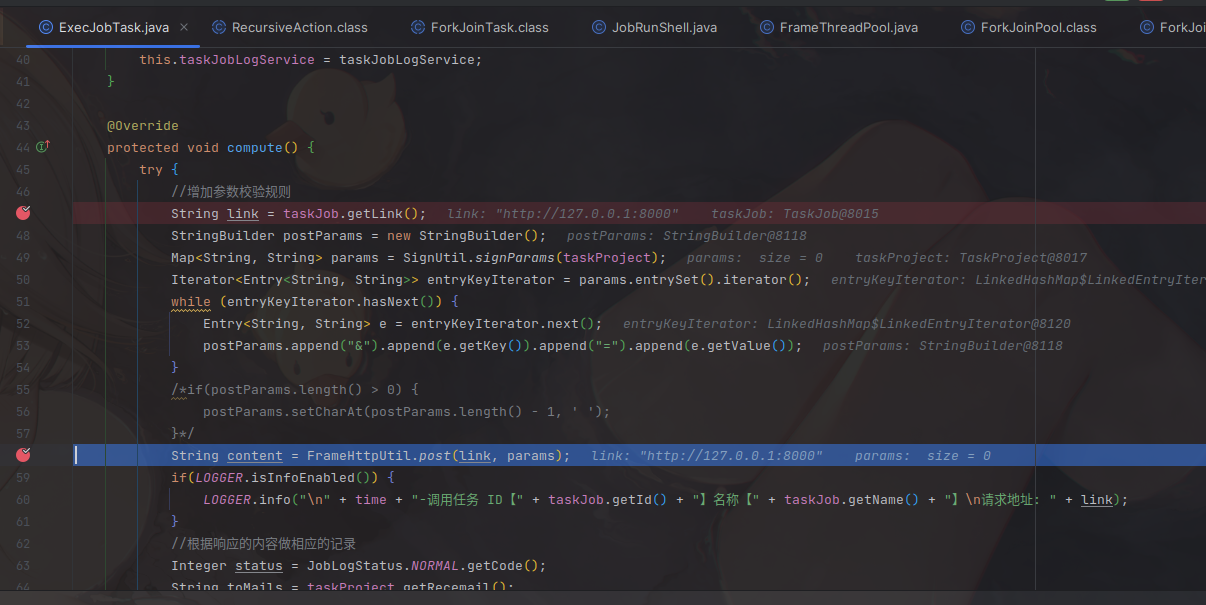 ExecJobTask.java × RecursiveAction.class ForkJoinTask.class JobRunShell.java FrameThreadPool.java ForkJoinPool.class ForkJoi
40 this.taskJobLogService = taskJobLogService;
41 }
42
43 @Override
44 protected void compute() {
45 try {
46 //增加参数校验规则
String link = taskJob.getLink(); link: "http://127.0.0.1:8000" taskJob: TaskJob@8015
48 StringBuilder postParams = new StringBuilder(); postParams: StringBuilder@8118
49 Map<String, String> params = SignUtil.signParams(taskProject); params: size = 0 taskProject: TaskProject@8017
50 Iterator<Entry<String, String>> entryKeyIterator = params.entrySet().iterator(); entryKeyIterator: LinkedHashMap$LinkedEntryIter
51 while (entryKeyIterator.hasNext()) {
52 Entry<String, String> e = entryKeyIterator.next(); entryKeyIterator: LinkedHashMap$LinkedEntryIterator@8120
53 postParams.append("&").append(e.getKey()).append("=").append(e.getValue()); postParams: StringBuilder@8118
54 }
55 /*if(postParams.length() > 0) {
56 postParams.setCharAt(postParams.length() - 1, ' ');
57 }*/
String content = FrameHttpUtil.post(link, params); link: "http://127.0.0.1:8000" params: size = 0
59 if(LOGGER.isInfoEnabled()) {
60 LOGGER.info("\n" + time + "-调用任务 ID【" + taskJob.getId() + "】名称【" + taskJob.getName() + "】\n请求地址: " + link);
61 }
62 //根据响应的内容做相应的记录
63 Integer status = JobLogStatus.NORMAL.getCode();
64 String toMails = taskProject.getRecemail();